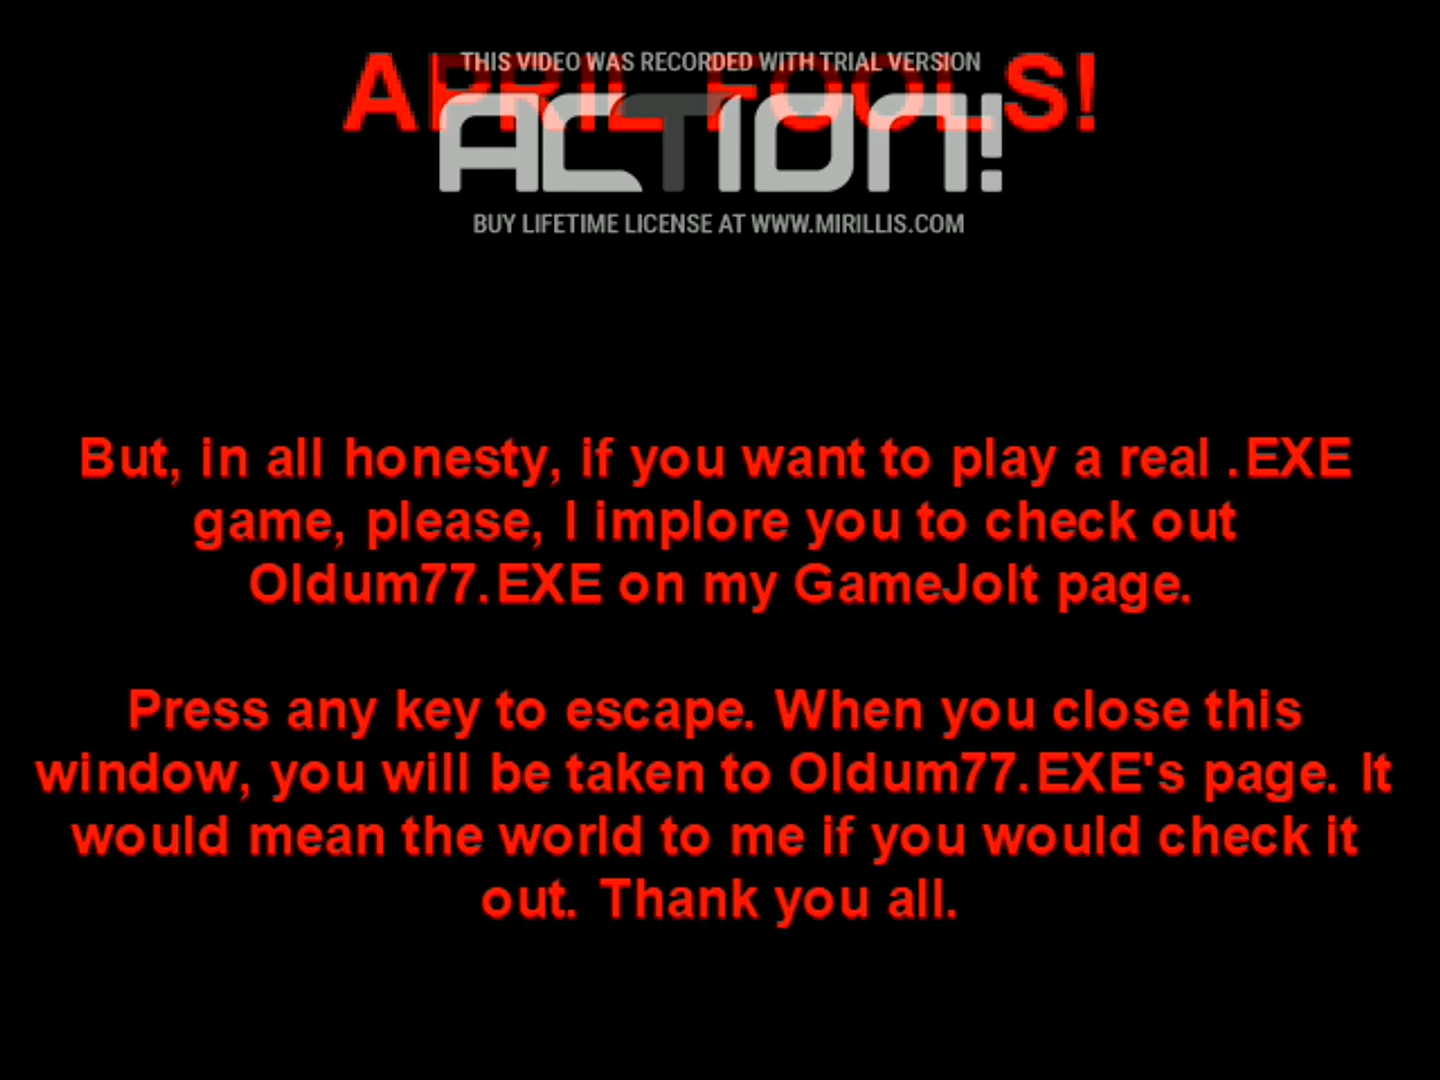 THIS VIDEO WAS RECORDED WITH TRIAL VERSION
APRIL FOOLS!
ACTION!
BUY LIFETIME LICENSE AT WWW.MIRILLIS.COM
But, in all honesty, if you want to play a real .EXE
game, please, I implore you to check out
Oldum77.EXE on my GameJolt page.
Press any key to escape. When you close this
window, you will be taken to Oldum77.EXE's page. It
would mean the world to me if you would check it
out. Thank you all.